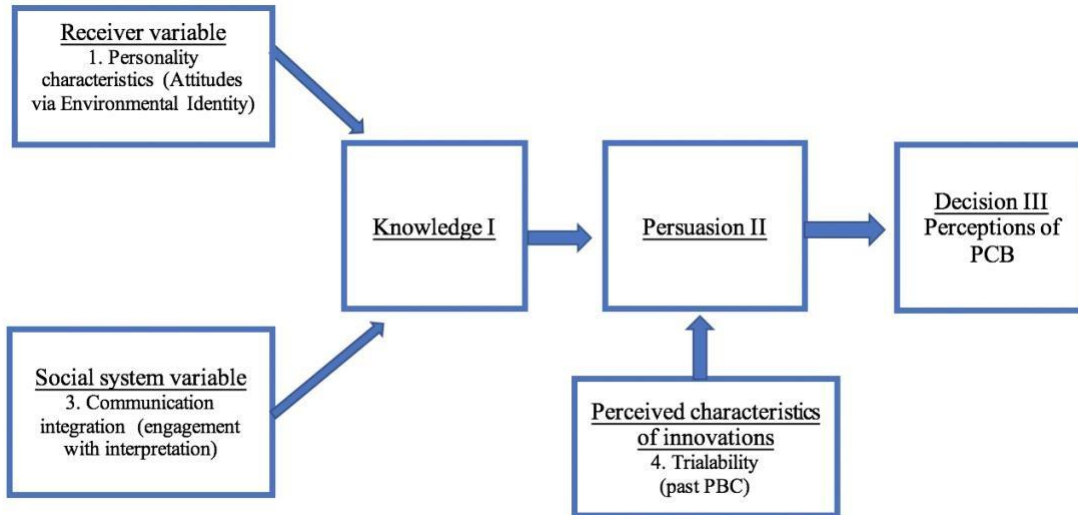 Receiver variable
1. Personality
characteristics (Attitudes
via Environmental Identity)
Knowledge I
Persuasion II
Decision III
Perceptions of
PCB
Social system variable
3. Communication
integration (engagement
with interpretation)
Perceived characteristics
of innovations
4. Trialability
(past PBC)